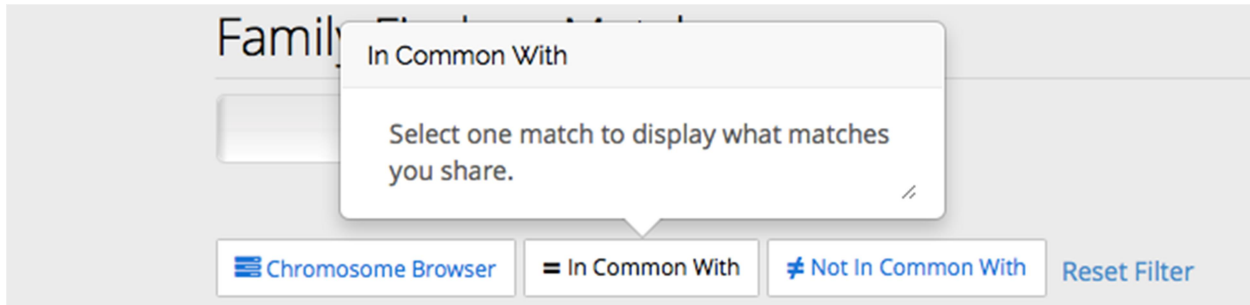 Family
In Common With
Select one match to display what matches
you share.
Chromosome Browser
= In Common With
≠ Not In Common With
Reset Filter